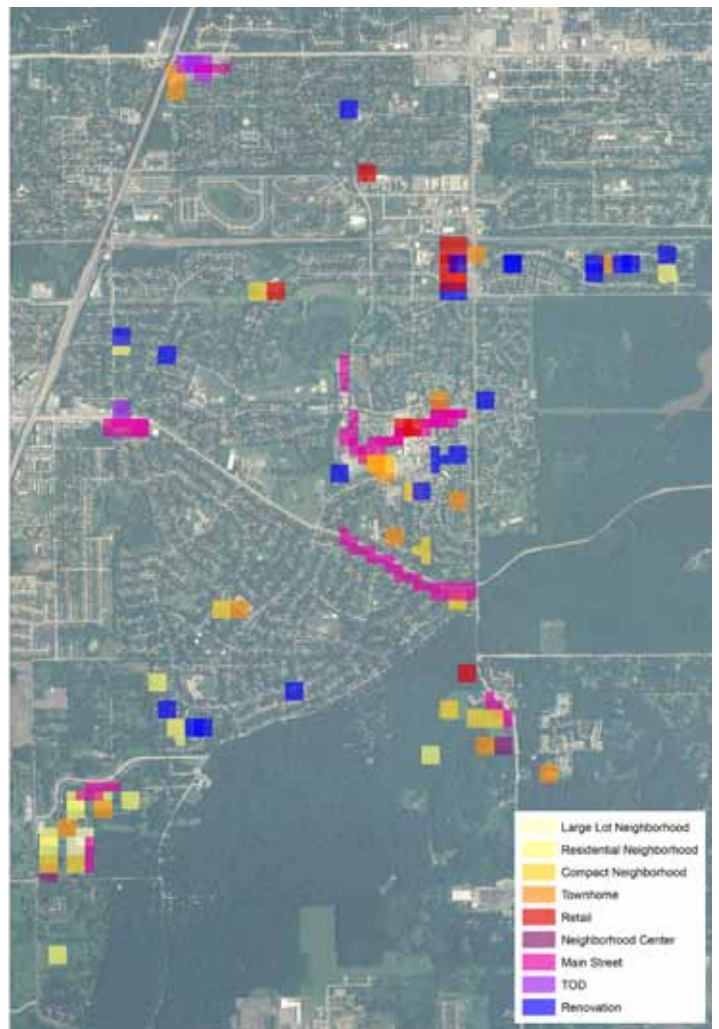 Large Lot Neighborhood
Residential Neighborhood
Compact Neighborhood
Townhome
Retail
Neighborhood Center
Main Street
TOD
Renovation